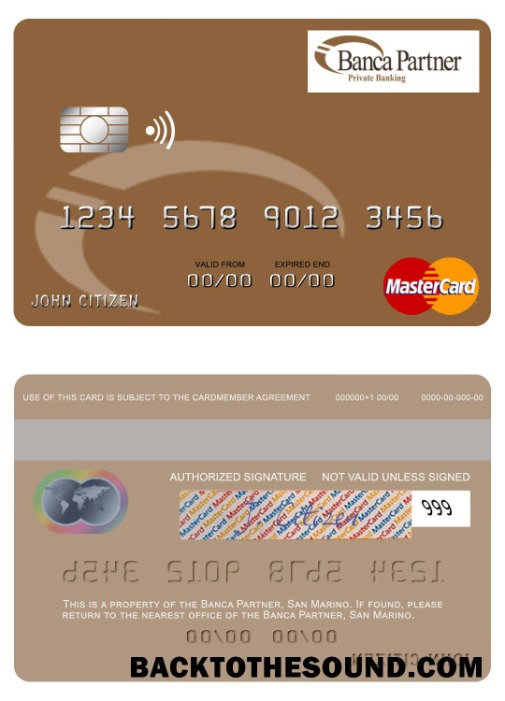 Banca Partner
Private Banking
1234 5678 9012 3456
VALID FROM EXPIRED END
00/00 00/00
JOHN CITIZEN
MasterCard
USE OF THIS CARD IS SUBJECT TO THE CARDMEMBER AGREEMENT 000000+1 00/00 0000-00-000-00
AUTHORIZED SIGNATURE NOT VALID UNLESS SIGNED
MasterCard
999
THIS IS A PROPERTY OF THE BANCA PARTNER, SAN MARINO. IF FOUND, PLEASE
RETURN TO THE NEAREST OFFICE OF THE BANCA PARTNER, SAN MARINO.
00/00 00/00
JOHN CITIZEN
BACKTOTHESOUND.COM